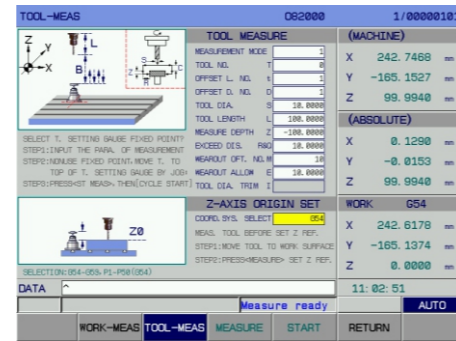 TOOL-MEAS O82000 1/00000101
TOOL MEASURE
MEASUREMENT MODE 1
TOOL NO. T 0
OFFSET L. NO. t 1
OFFSET D. NO. D 1
TOOL DIA. S 10.0000
TOOL LENGTH L 100.0000
MEASURE DEPTH Z -100.0000
EXCEED DIS. R&Q 10.0000
WEAROUT OFT. NO. M 10
WEAROUT ALLOW E 10.0000
TOOL DIA. TRIM I
Z
Y
X
L
B
S
Z
C
SELECT T. SETTING GAUGE FIXED POINT?
STEP1:INPUT THE PARA. OF MEASUREMENT
STEP2:NONUSE FIXED POINT,MOVE T. TO
TOP OF T. SETTING GAUGE BY JOG>
STEP3:PRESS<ST MEAS>,THEN[CYCLE START]
Z0
Z-AXIS ORIGIN SET
COORD. SYS. SELECT G54
MEAS. TOOL BEFORE SET Z REF.
STEP1:MOVE TOOL TO WORK SURFACE
STEP2:PRESS<MEASURE> SET Z REF.
SELECTION:G54-G59,P1-P50(G54)
(MACHINE)
X 242.7468 mm
Y -165.1527 mm
Z 99.9940 mm
(ABSOLUTE)
X 0.1290 mm
Y -0.0153 mm
Z 99.9940 mm
WORK G54
X 242.6178 mm
Y -165.1374 mm
Z 0.0000 mm
DATA ^
11:02:51
Measure ready
AUTO
WORK-MEAS TOOL-MEAS MEASURE START RETURN